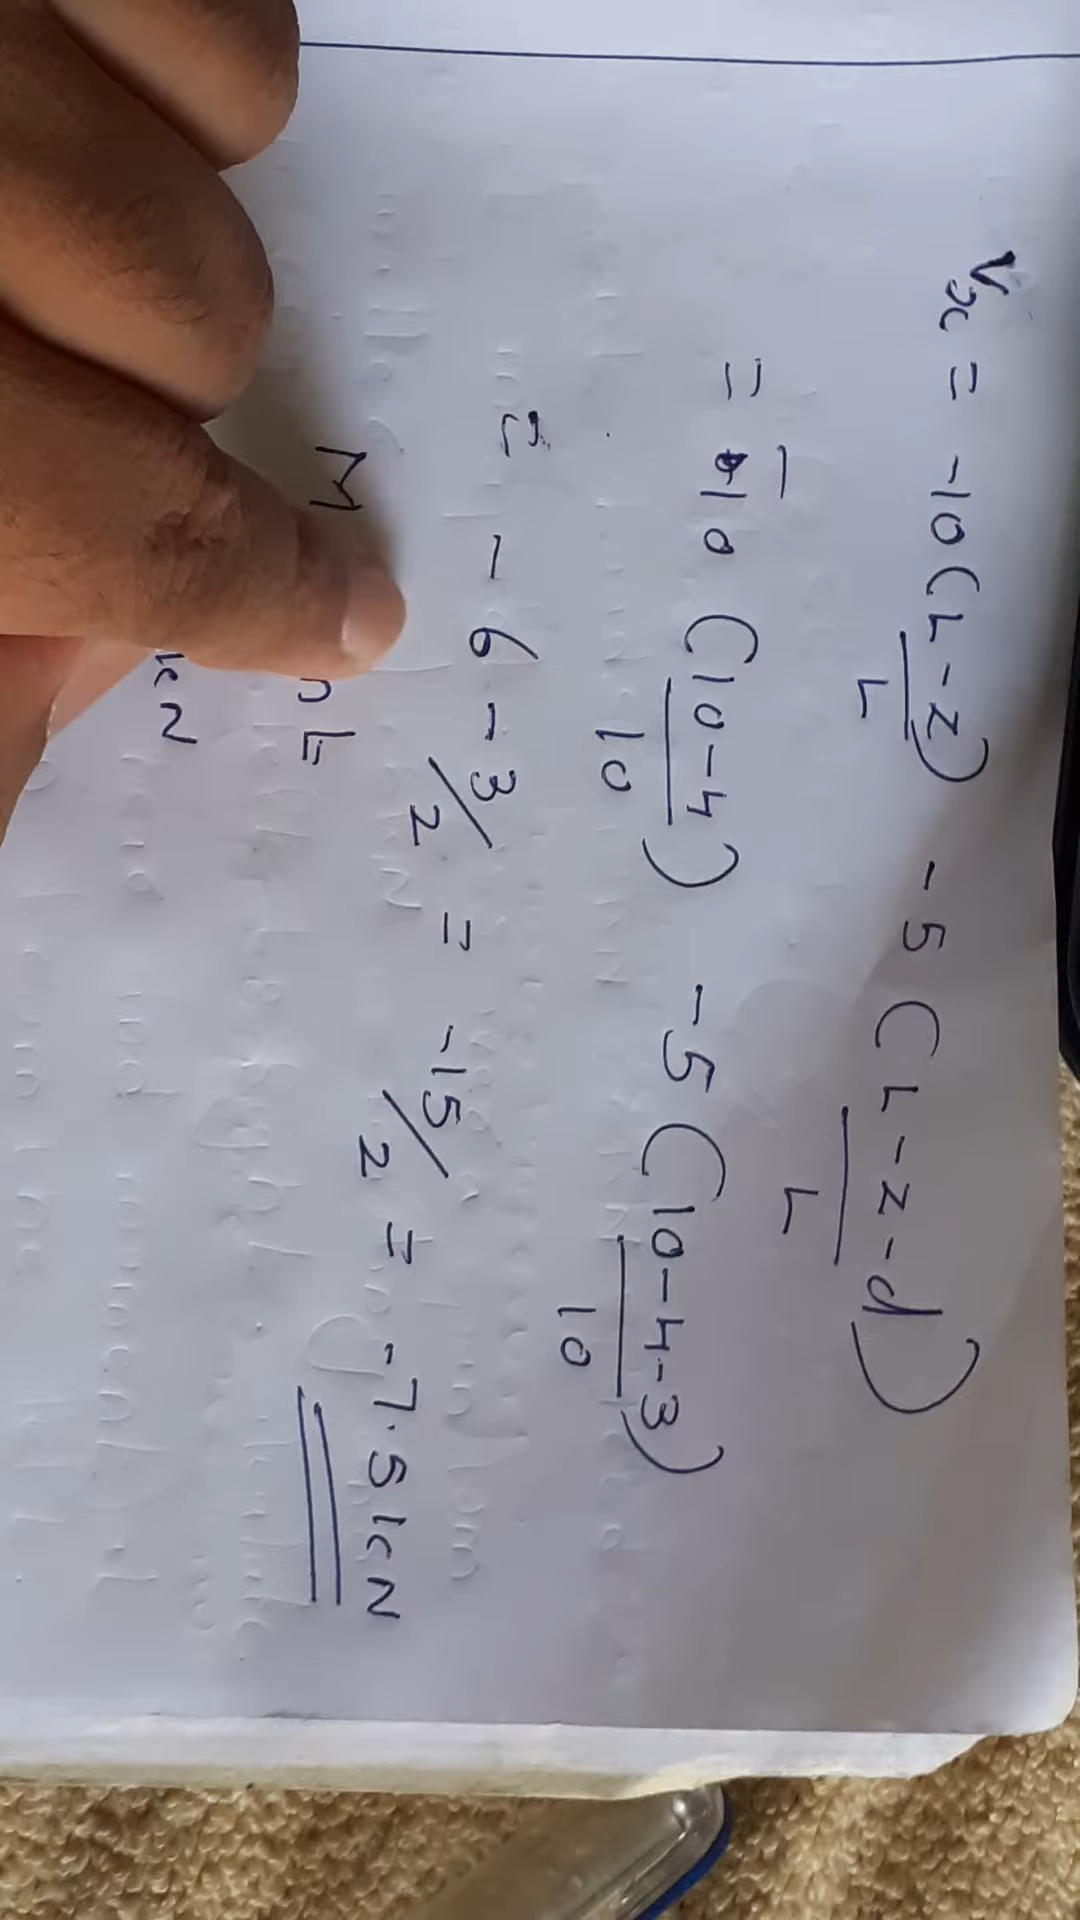 Vx = -10 (L-z)/L -5 (L-z-d)/L
= -10 (10-4)/10 -5 (10-4-3)/10
= -6 - 3/2 = -15/2 = -7.5 kN
M
kN